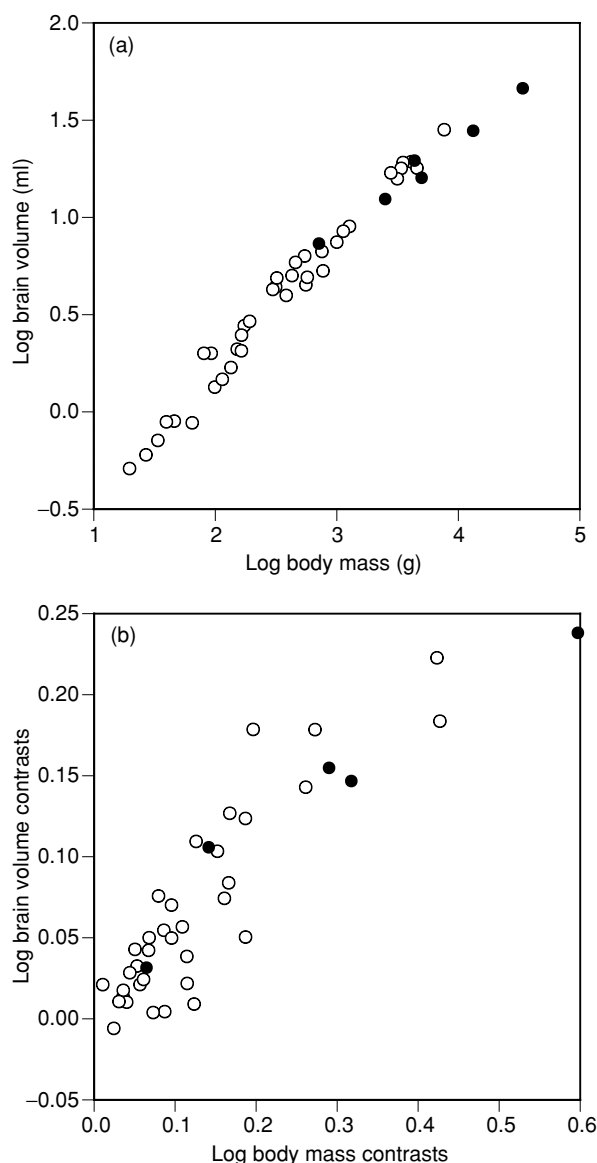 2.0
(a)
1.5
1.0
0.5
0.0
−0.5
Log brain volume (ml)
1 2 3 4 5
Log body mass (g)
0.25
(b)
0.20
0.15
0.10
0.05
0.00
−0.05
Log brain volume contrasts
0.0 0.1 0.2 0.3 0.4 0.5 0.6
Log body mass contrasts